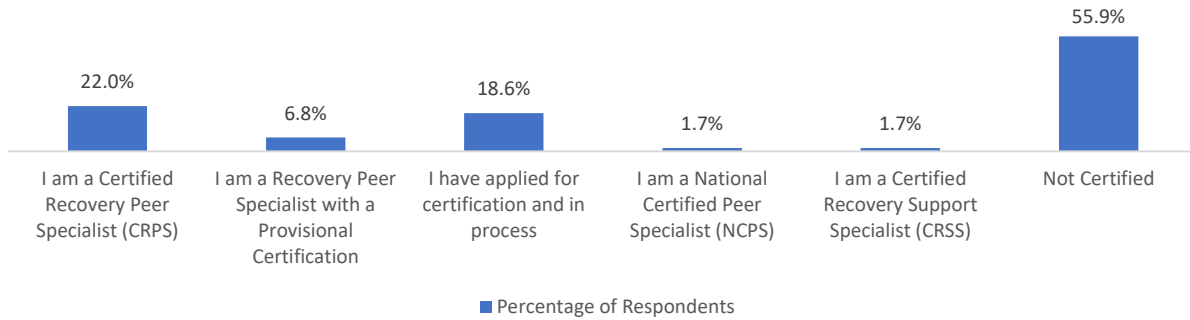 55.9%
22.0%
18.6%
6.8%
1.7%
1.7%
I am a Certified
Recovery Peer
Specialist (CRPS)
I am a Recovery Peer
Specialist with a
Provisional
Certification
I have applied for
certification and in
process
I am a National
Certified Peer
Specialist (NCPS)
I am a Certified
Recovery Support
Specialist (CRSS)
Not Certified
Percentage of Respondents